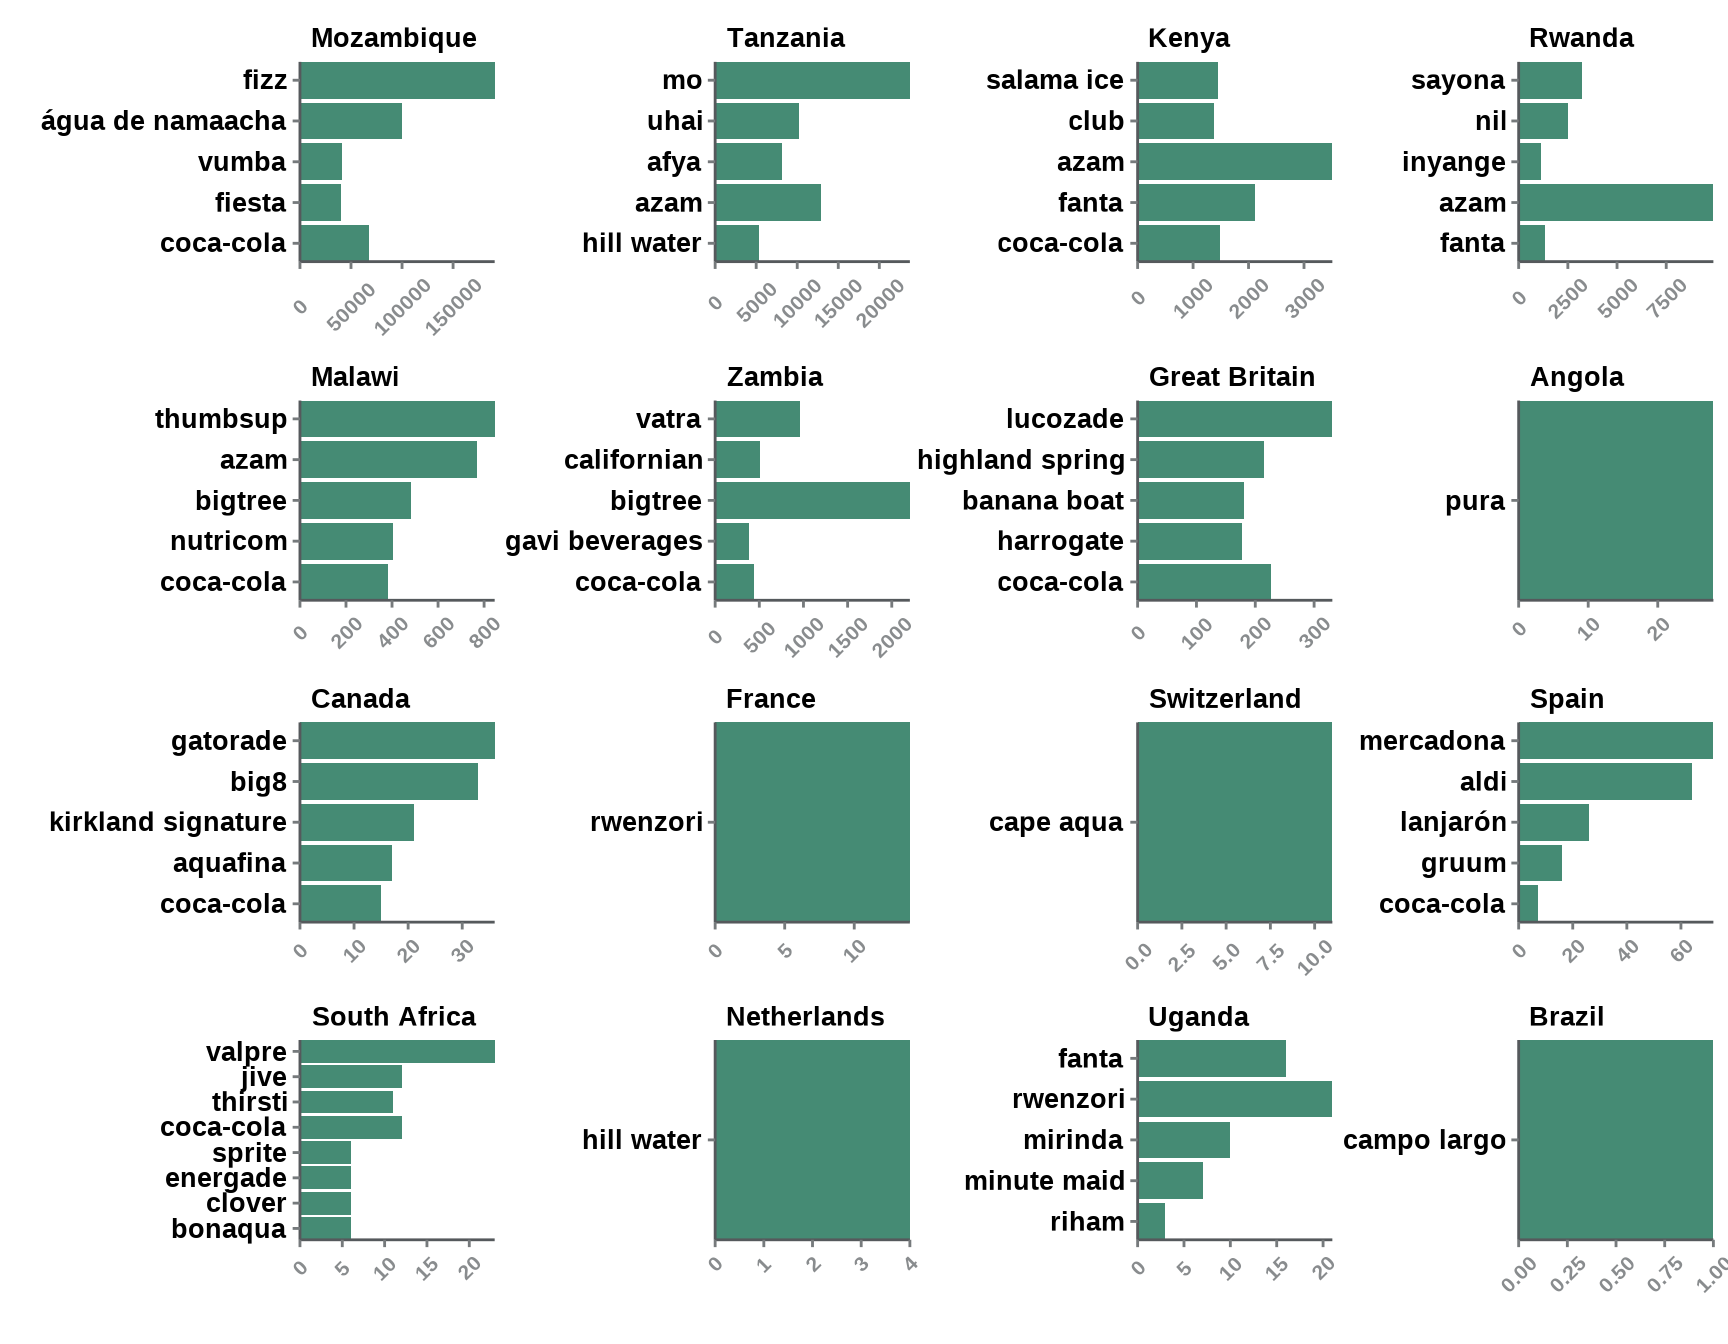 Mozambique
fizz
água de namaacha
vumba
fiesta
coca-cola
0 50000 100000 150000
Tanzania
mo
uhai
afya
azam
hill water
0 5000 10000 15000 20000
Kenya
salama ice
club
azam
fanta
coca-cola
0 1000 2000 3000
Rwanda
sayona
nil
inyange
azam
fanta
0 2500 5000 7500
Malawi
thumbsup
azam
bigtree
nutricom
coca-cola
0 200 400 600 800
Zambia
vatra
californian
bigtree
gavi beverages
coca-cola
0 500 1000 1500 2000
Great Britain
lucozade
highland spring
banana boat
harrogate
coca-cola
0 100 200 300
Angola
pura
0 10 20
Canada
gatorade
big8
kirkland signature
aquafina
coca-cola
0 10 20 30
France
rwenzori
0 5 10
Switzerland
cape aqua
0.0 2.5 5.0 7.5 10.0
Spain
mercadona
aldi
lanjarón
gruum
coca-cola
0 20 40 60
South Africa
valpre
jive
thirsti
coca-cola
sprite
energade
clover
bonaqua
0 5 10 15 20
Netherlands
hill water
0 1 2 3 4
Uganda
fanta
rwenzori
mirinda
minute maid
riham
0 5 10 15 20
Brazil
campo largo
0.00 0.25 0.50 0.75 1.00